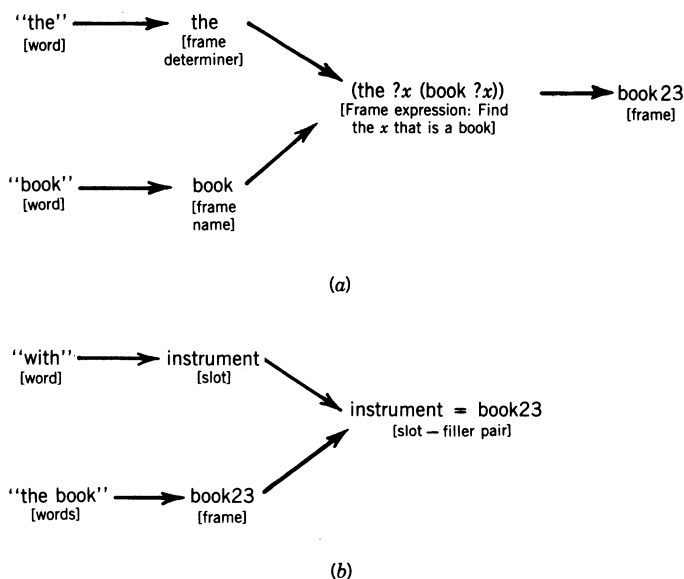 “the”
[word]
the
[frame
determiner]
(the ?x (book ?x))
[Frame expression: Find
the x that is a book]
book23
[frame]
“book”
[word]
book
[frame
name]
(a)
“with”
[word]
instrument
[slot]
instrument = book23
[slot – filler pair]
“the book”
[words]
book23
[frame]
(b)